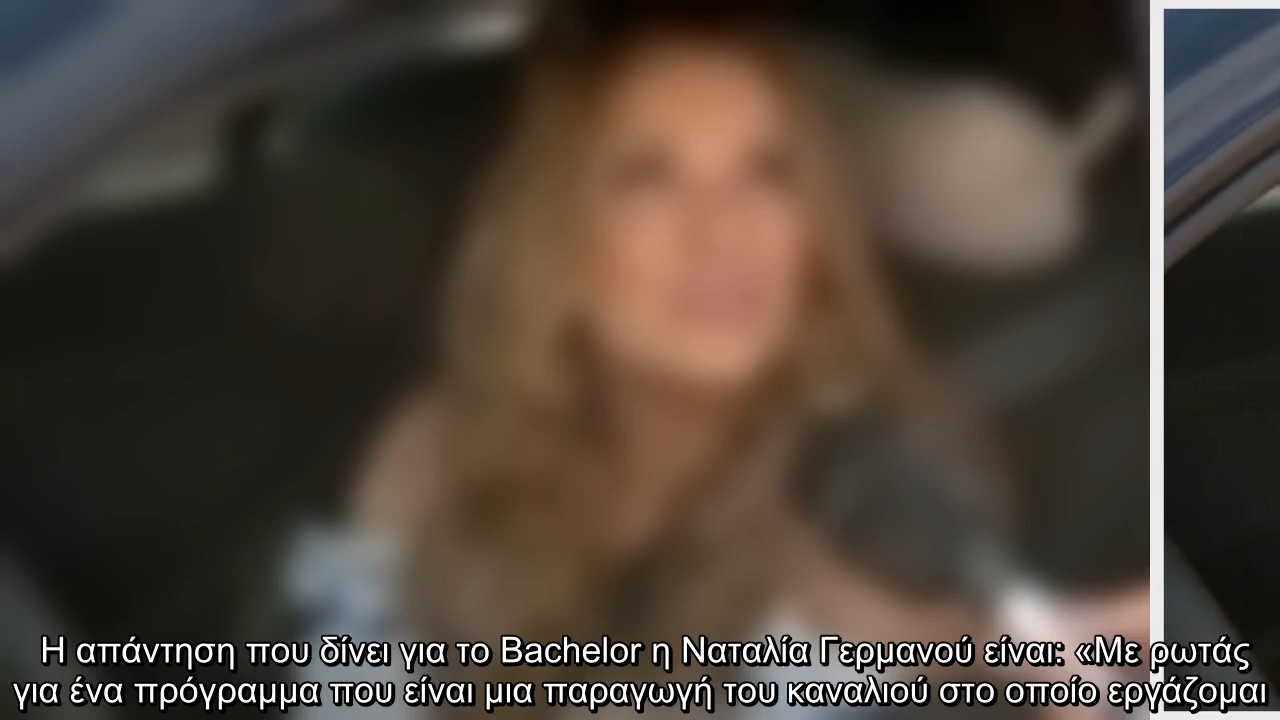 Η απάντηση που δίνει για το Bachelor η Ναταλία Γερμανού είναι: «Με ρωτάς
για ένα πρόγραμμα που είναι μια παραγωγή του καναλιού στο οποίο εργάζομαι